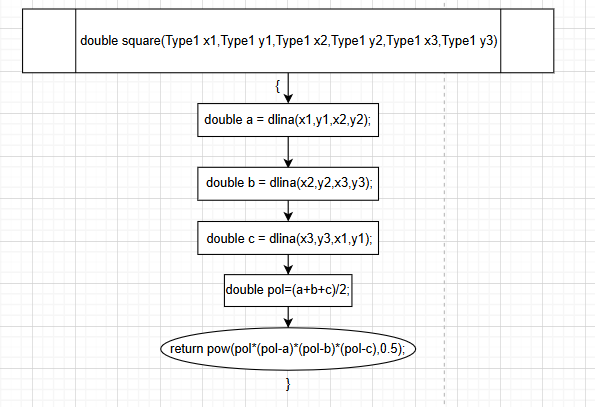 double square(Type1 x1,Type1 y1,Type1 x2,Type1 y2,Type1 x3,Type1 y3)
{
double a = dlina(x1,y1,x2,y2);
double b = dlina(x2,y2,x3,y3);
double c = dlina(x3,y3,x1,y1);
double pol=(a+b+c)/2;
return pow(pol*(pol-a)*(pol-b)*(pol-c),0.5);
}